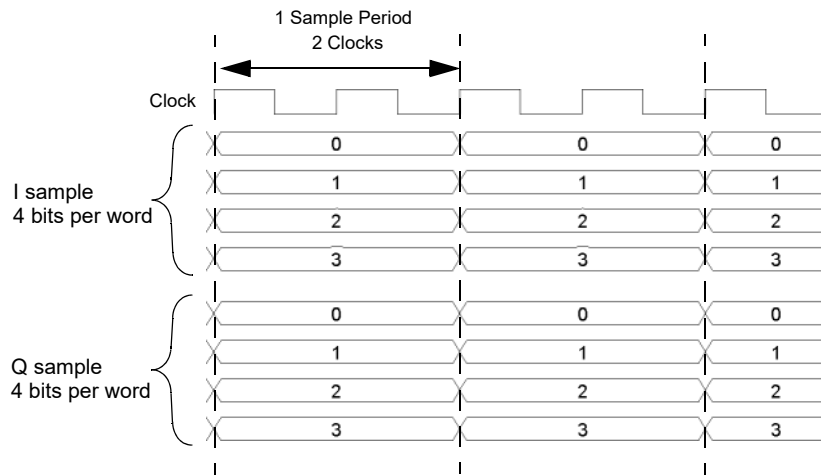 1 Sample Period
2 Clocks
Clock
0 0 0
I sample
4 bits per word
1 1 1
2 2 2
3 3 3
0 0 0
Q sample
4 bits per word
1 1 1
2 2 2
3 3 3